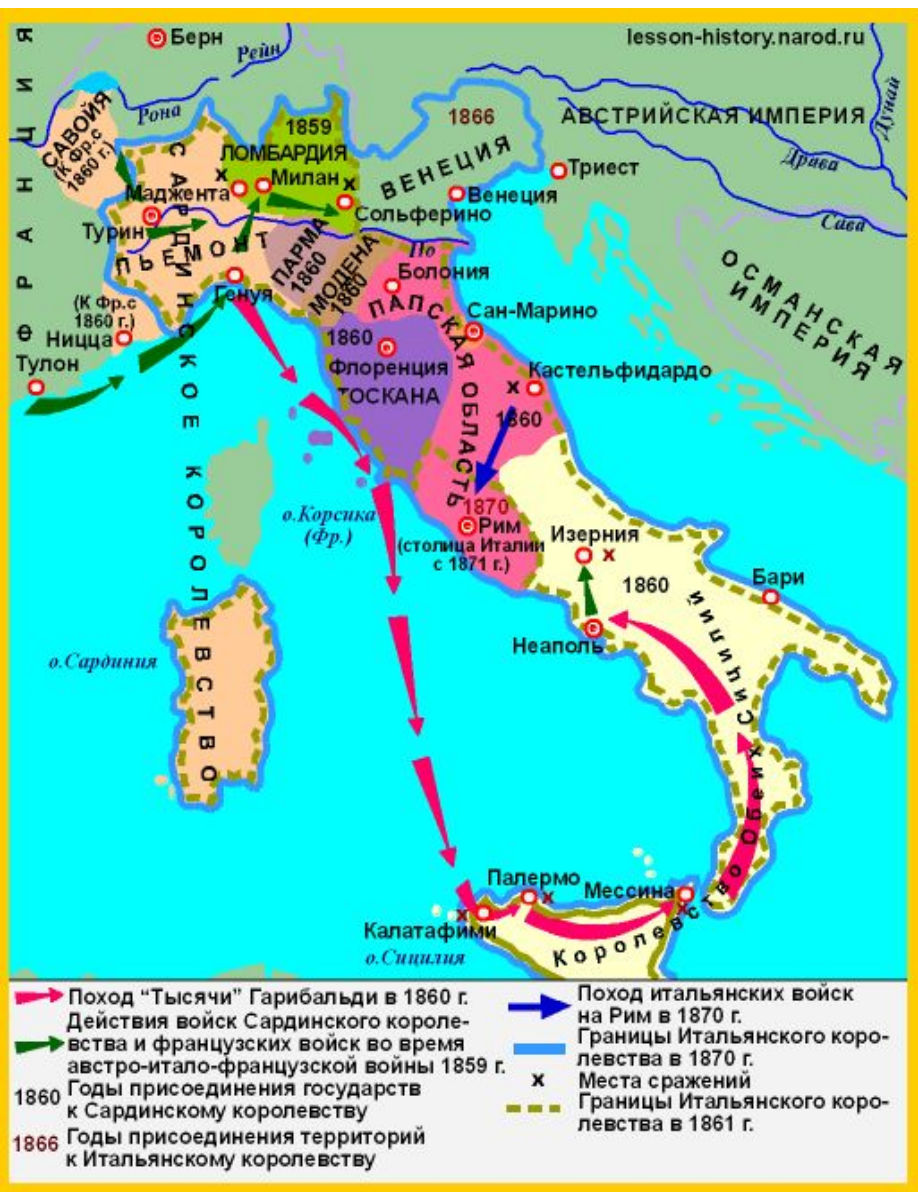 lesson-history.narod.ru
Берн
Рейн
Рона
ФРАНЦИЯ
САВОЙЯ
(К Фр.с
1860 г.)
1859
ЛОМБАРДИЯ
Милан
Маджента
Турин
ПЬЕМОНТ
САРДИНСКОЕ КОРОЛЕВСТВО
Сольферино
1866
ВЕНЕЦИЯ
Венеция
Триест
АВСТРИЙСКАЯ ИМПЕРИЯ
Дунай
Драва
Сава
ОСМАНСКАЯ
ИМПЕРИЯ
По
ПАРМА
1860
МОДЕНА
1860
Болония
ПАПСКАЯ ОБЛАСТЬ
Сан-Марино
Генуя
(К Фр.с
1860 г.)
Ницца
Тулон
1860
Флоренция
ТОСКАНА
Кастельфидардо
x
1860
о.Корсика
(Фр.)
1870
Рим
(столица Италии
с 1871 г.)
Изерния
x
1860
Бари
Неаполь
о.Сардиния
Королевство Обеих Сицилий
Палермо
Мессина
Калатафими
о.Сицилия
Поход “Тысячи” Гарибальди в 1860 г.
Действия войск Сардинского короле-
вства и французских войск во время
австро-итало-французской войны 1859 г.
1860 Годы присоединения государств
к Сардинскому королевству
1866 Годы присоединения территорий
к Итальянскому королевству
Поход итальянских войск
на Рим в 1870 г.
Границы Итальянского коро-
левства в 1870 г.
x Места сражений
Границы Итальянского коро-
левства в 1861 г.